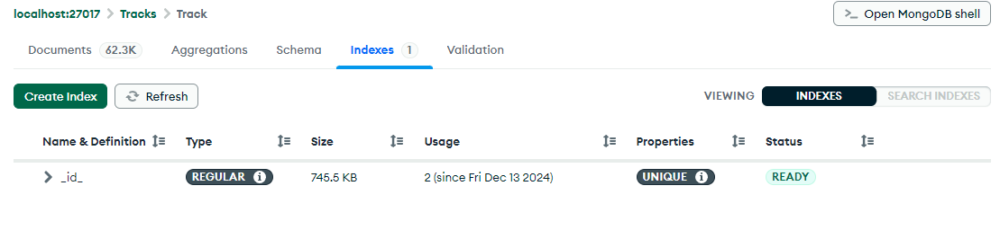 localhost:27017 > Tracks > Track
>_ Open MongoDB shell
Documents 62.3K Aggregations Schema Indexes 1 Validation
Create Index Refresh VIEWING INDEXES SEARCH INDEXES
Name & Definition Type Size Usage Properties Status
_id_ REGULAR 745.5 KB 2 (since Fri Dec 13 2024) UNIQUE READY